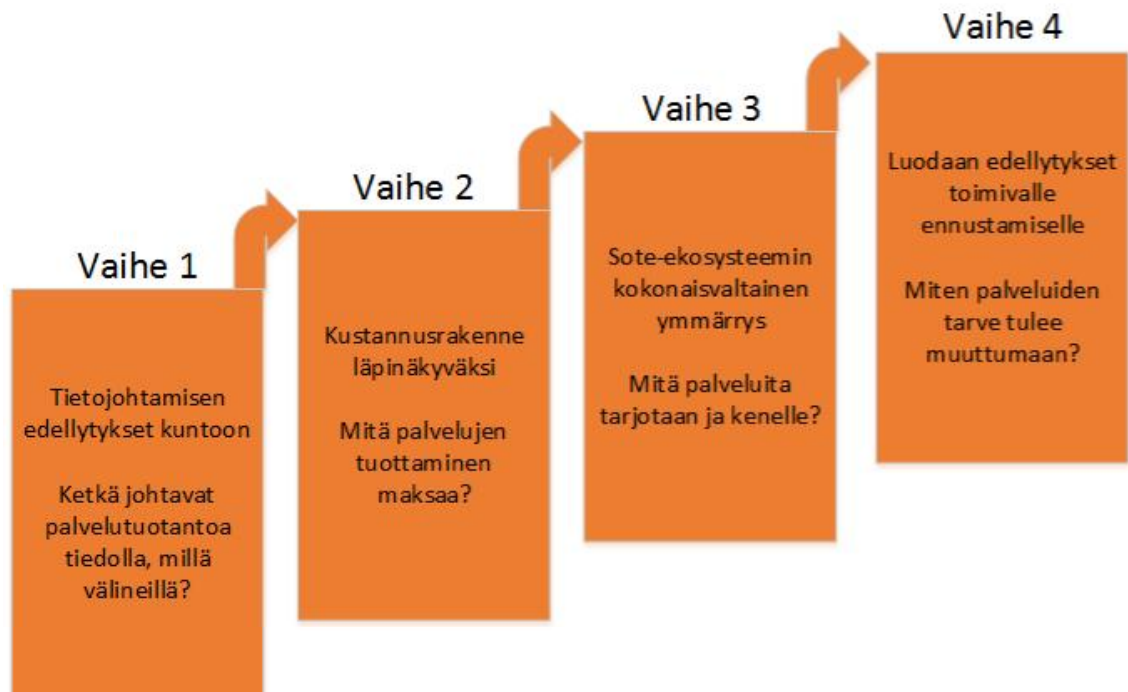 Vaihe 1
Tietojohtamisen
edellytykset kuntoon
Ketkä johtavat
palvelutuotantoa
tiedolla, millä
välineillä?
Vaihe 2
Kustannusrakenne
läpinäkyväksi
Mitä palvelujen
tuottaminen
maksaa?
Vaihe 3
Sote-ekosysteemin
kokonaisvaltainen
ymmärrys
Mitä palveluita
tarjotaan ja kenelle?
Vaihe 4
Luodaan edellytykset
toimivalle
ennustamiselle
Miten palveluiden
tarve tulee
muuttumaan?